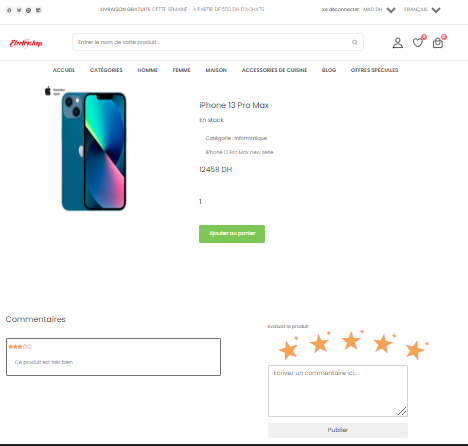 LIVRAISON GRATUITE CETTE SEMAINE - À PARTIR DE 550 DH D'ACHATS
se déconnecter MAD DH FRANÇAIS
Electroshop
Entrer le nom de votre produit...
0 0
ACCUEIL CATÉGORIES HOMME FEMME MAISON ACCESSOIRES DE CUISINE BLOG OFFRES SPÉCIALES
iPhone 13 Pro Max
En stock
Catégorie : Informatique
iPhone 13 Pro Max new serie
12458 DH
1
Ajouter au panier
Commentaires
Ce produit est très bien
Evaluez le produit
Ecrivez un commentaire ici...
Publier